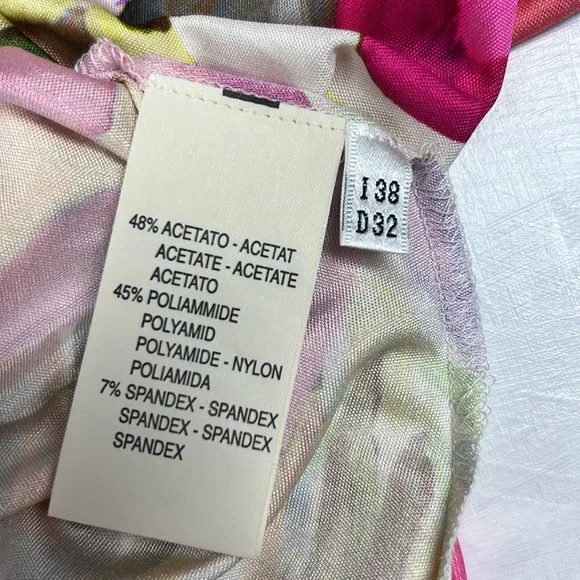 48% ACETATO - ACETAT
ACETATE - ACETATE
ACETATO
45% POLIAMMIDE
POLYAMID
POLYAMIDE - NYLON
POLIAMIDA
7% SPANDEX - SPANDEX
SPANDEX - SPANDEX
SPANDEX
I 38
D32